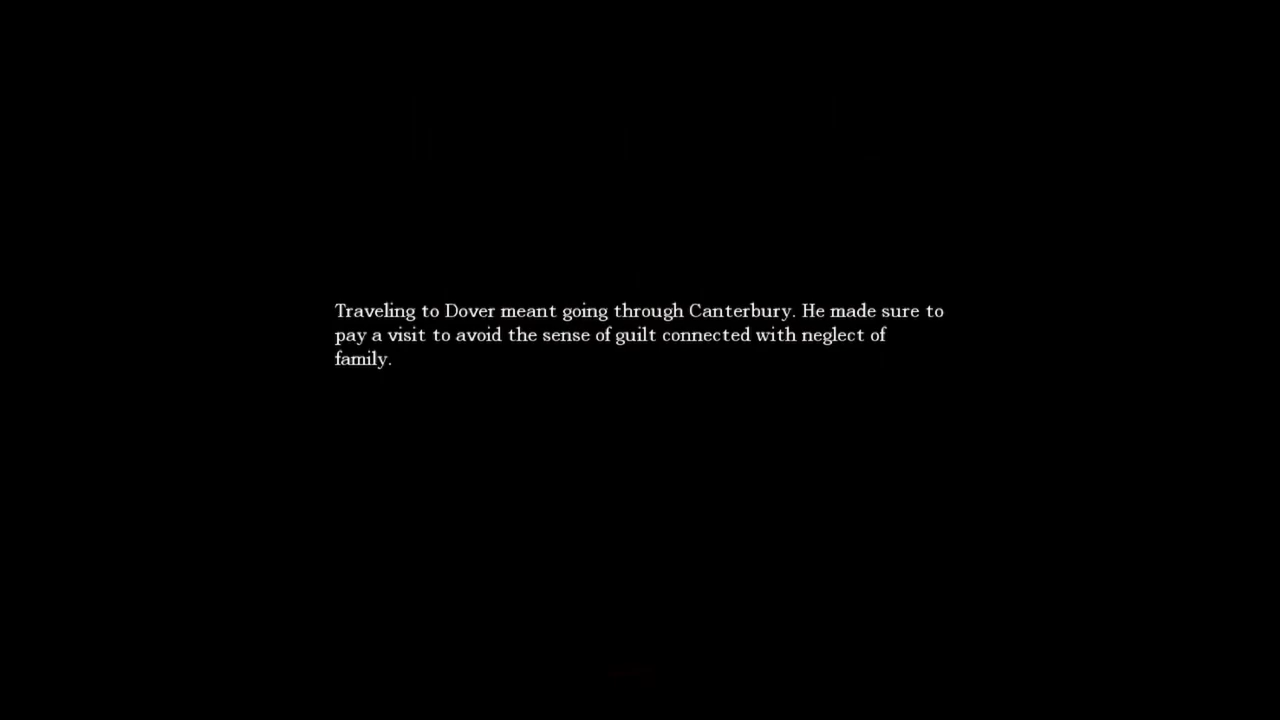 Traveling to Dover meant going through Canterbury. He made sure to
pay a visit to avoid the sense of guilt connected with neglect of
family.